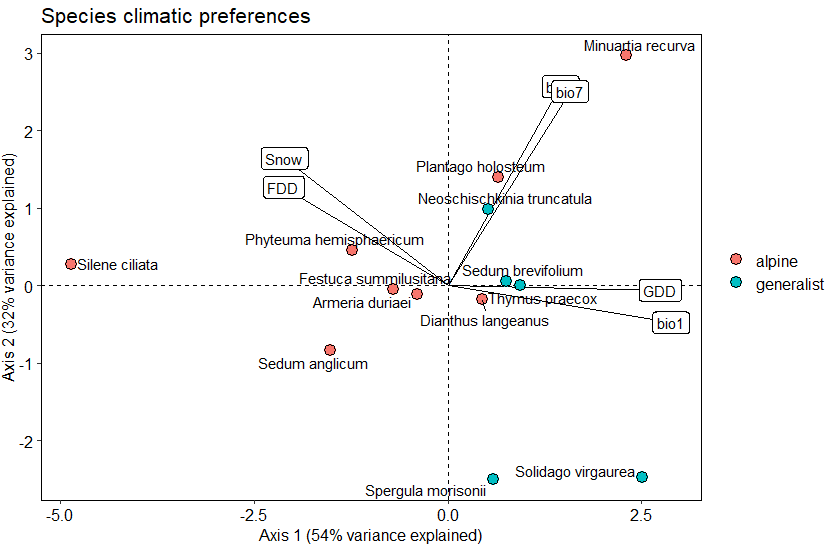 Species climatic preferences
Minuartia recurva
bio7
Plantago holosteum
Snow
FDD
Neoschischkinia truncatula
Phyteuma hemisphaericum
Silene ciliata
Sedum brevifolium
Festuca summilusitana
Armeria duriaei
Thymus praecox
GDD
Dianthus langeanus
bio1
Sedum anglicum
Solidago virgaurea
Spergula morisonii
alpine
generalist
3
2
1
0
-1
-2
Axis 2 (32% variance explained)
-5.0 -2.5 0.0 2.5
Axis 1 (54% variance explained)